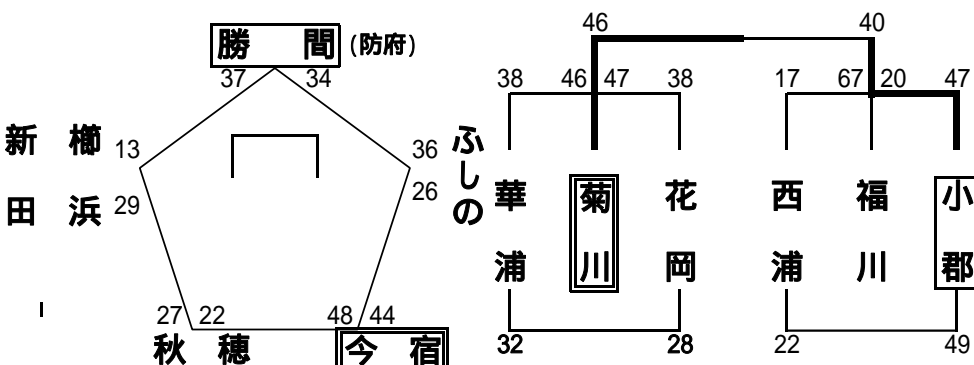 46 40
勝 間 (防府)
37 34
38 46 47 38
17 67 20 47
新田 櫛浜
13
29
36
26
ふしの
華浦
菊川
花岡
西浦
福川
小郡
27 22 48 44
秋 穂
今 宿
32 28
22 49